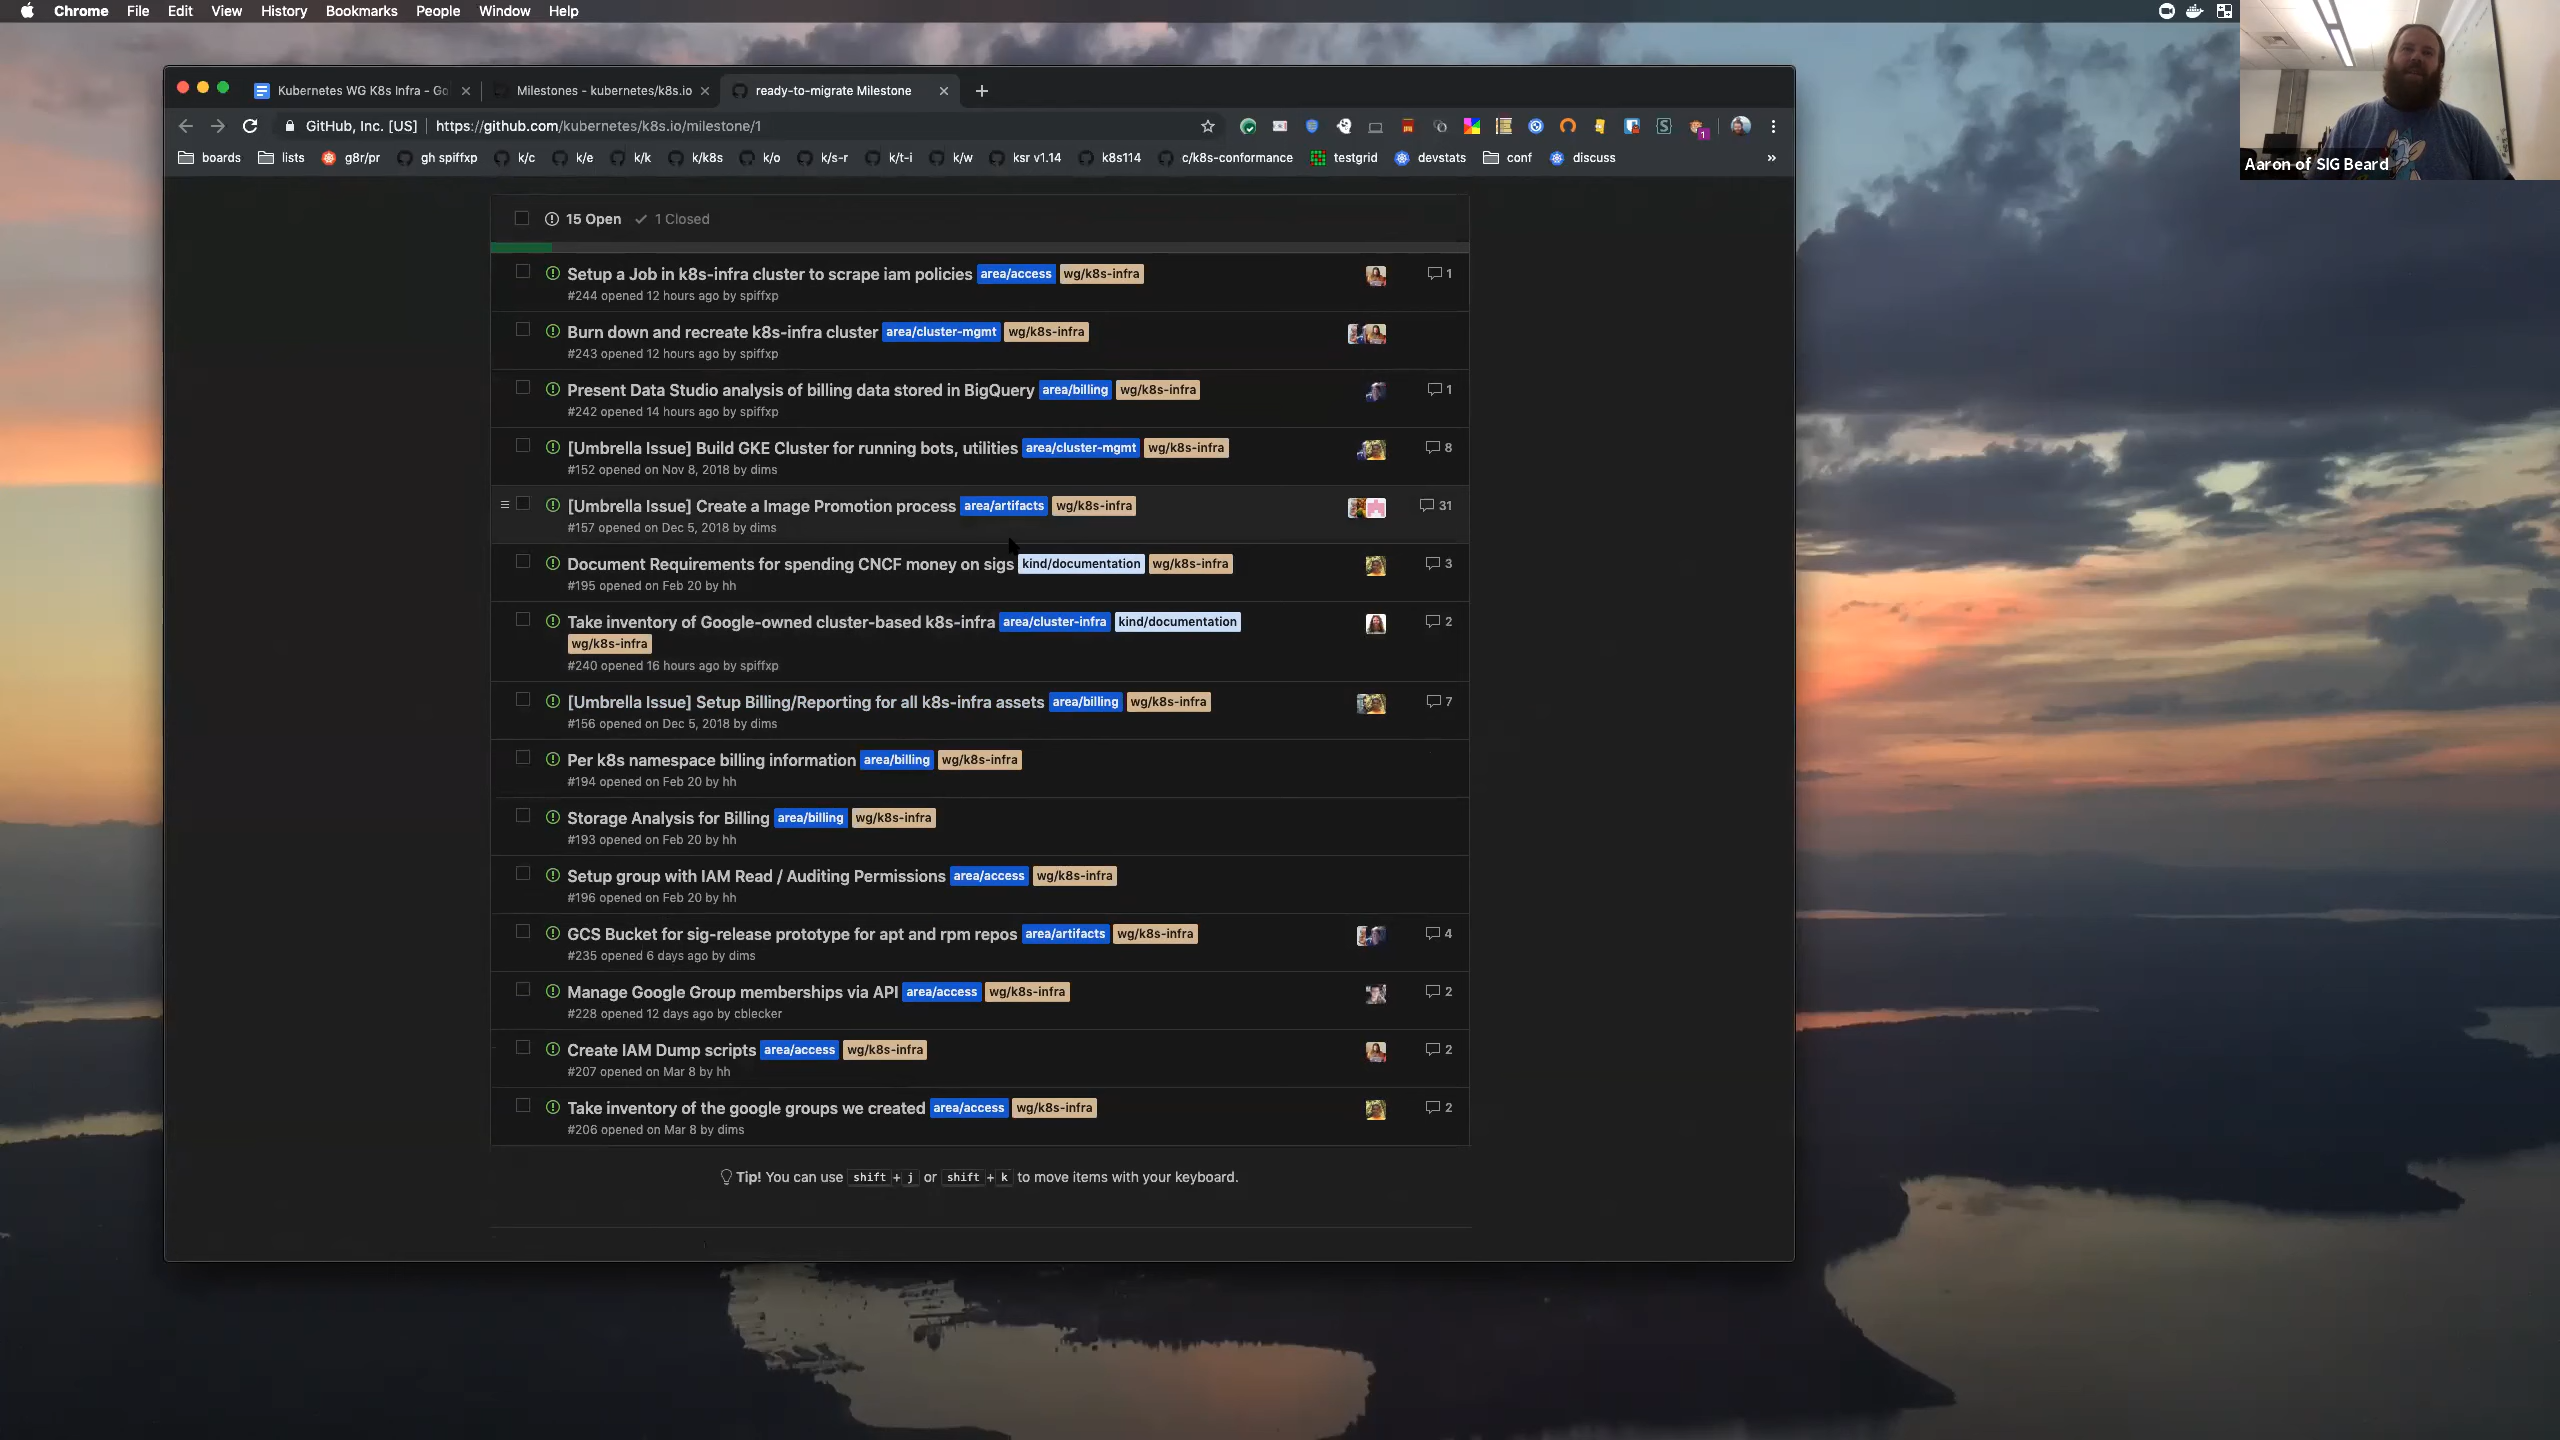 Chrome File Edit View History Bookmarks People Window Help
Kubernetes WG K8s Infra - Go
Milestones - kubernetes/k8s.io
ready-to-migrate Milestone
GitHub, Inc. [US] https://github.com/kubernetes/k8s.io/milestone/1
1
boards lists g8r/pr gh spiffxp k/c k/e k/k k/k8s k/o k/s-r k/t-i k/w ksr v1.14 k8s114 c/k8s-conformance testgrid devstats conf discuss »
Aaron of SIG Beard
15 Open 1 Closed
Setup a Job in k8s-infra cluster to scrape iam policies area/access wg/k8s-infra 1
#244 opened 12 hours ago by spiffxp
Burn down and recreate k8s-infra cluster area/cluster-mgmt wg/k8s-infra
#243 opened 12 hours ago by spiffxp
Present Data Studio analysis of billing data stored in BigQuery area/billing wg/k8s-infra 1
#242 opened 14 hours ago by spiffxp
[Umbrella Issue] Build GKE Cluster for running bots, utilities area/cluster-mgmt wg/k8s-infra 8
#152 opened on Nov 8, 2018 by dims
[Umbrella Issue] Create a Image Promotion process area/artifacts wg/k8s-infra 31
#157 opened on Dec 5, 2018 by dims
Document Requirements for spending CNCF money on sigs kind/documentation wg/k8s-infra 3
#195 opened on Feb 20 by hh
Take inventory of Google-owned cluster-based k8s-infra area/cluster-infra kind/documentation 2
wg/k8s-infra
#240 opened 16 hours ago by spiffxp
[Umbrella Issue] Setup Billing/Reporting for all k8s-infra assets area/billing wg/k8s-infra 7
#156 opened on Dec 5, 2018 by dims
Per k8s namespace billing information area/billing wg/k8s-infra
#194 opened on Feb 20 by hh
Storage Analysis for Billing area/billing wg/k8s-infra
#193 opened on Feb 20 by hh
Setup group with IAM Read / Auditing Permissions area/access wg/k8s-infra
#196 opened on Feb 20 by hh
GCS Bucket for sig-release prototype for apt and rpm repos area/artifacts wg/k8s-infra 4
#235 opened 6 days ago by dims
Manage Google Group memberships via API area/access wg/k8s-infra 2
#228 opened 12 days ago by cblecker
Create IAM Dump scripts area/access wg/k8s-infra 2
#207 opened on Mar 8 by hh
Take inventory of the google groups we created area/access wg/k8s-infra 2
#206 opened on Mar 8 by dims
Tip! You can use shift + j or shift + k to move items with your keyboard.